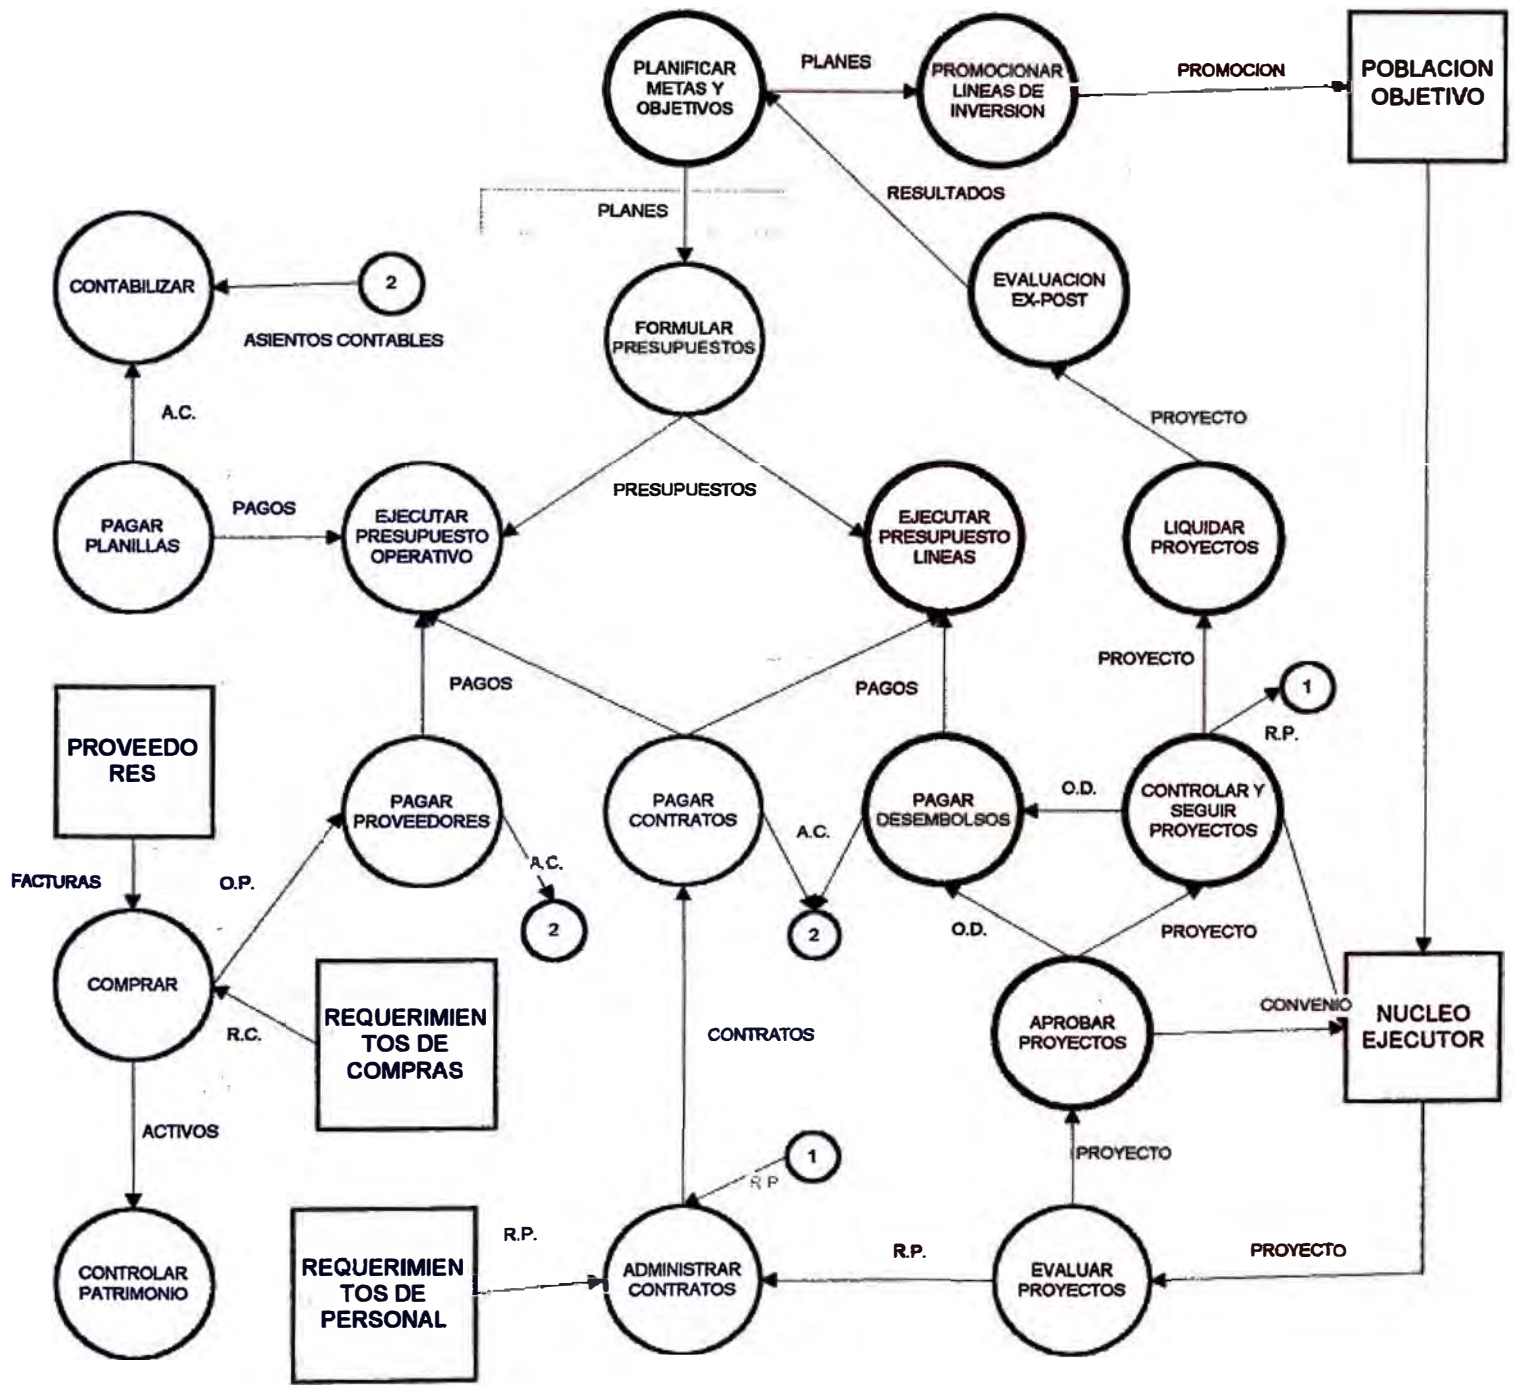 PLANIFICAR
METAS Y
OBJETIVOS
PLANES
PROMOCIONAR
LINEAS DE
INVERSION
PROMOCION
POBLACION
OBJETIVO
PLANES
RESULTADOS
CONTABILIZAR
2
ASIENTOS CONTABLES
FORMULAR
PRESUPUESTOS
EVALUACION
EX-POST
A.C.
PROYECTO
PAGAR
PLANILLAS
PAGOS
EJECUTAR
PRESUPUESTO
OPERATIVO
PRESUPUESTOS
EJECUTAR
PRESUPUESTO
LINEAS
LIQUIDAR
PROYECTOS
PAGOS
PAGOS
PROYECTO
1
R.P.
PROVEEDO
RES
PAGAR
PROVEEDORES
PAGAR
CONTRATOS
A.C.
PAGAR
DESEMBOLSOS
O.D.
CONTROLAR Y
SEGUIR
PROYECTOS
FACTURAS
O.P.
A.C.
2
2
O.D.
PROYECTO
COMPRAR
R.C.
REQUERIMIEN
TOS DE
COMPRAS
CONTRATOS
APROBAR
PROYECTOS
CONVENIO
NUCLEO
EJECUTOR
ACTIVOS
1
R.P
PROYECTO
CONTROLAR
PATRIMONIO
REQUERIMIEN
TOS DE
PERSONAL
R.P.
ADMINISTRAR
CONTRATOS
R.P.
EVALUAR
PROYECTOS
PROYECTO